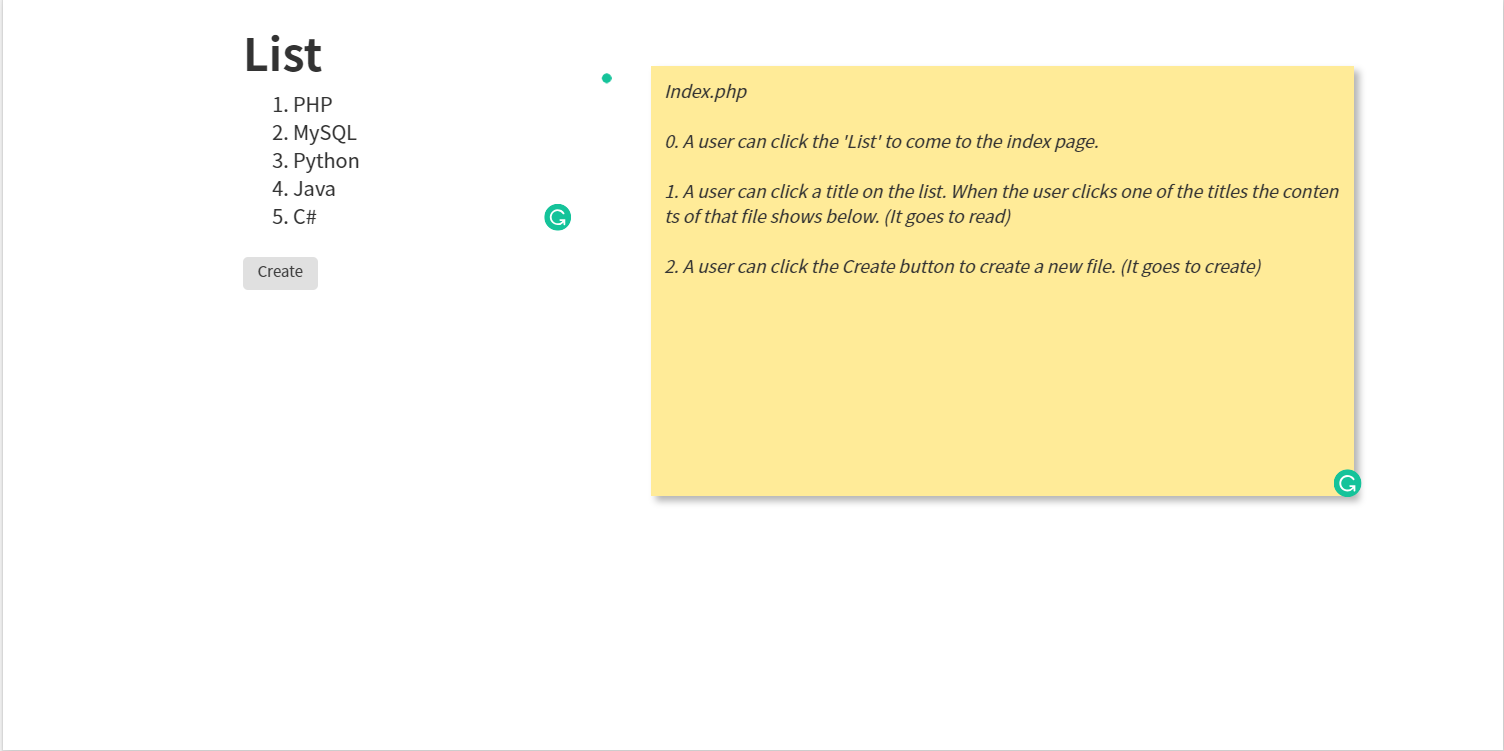 List
1. PHP
2. MySQL
3. Python
4. Java
5. C#
Create
Index.php
0. A user can click the 'List' to come to the index page.
1. A user can click a title on the list. When the user clicks one of the titles the conten
ts of that file shows below. (It goes to read)
2. A user can click the Create button to create a new file. (It goes to create)